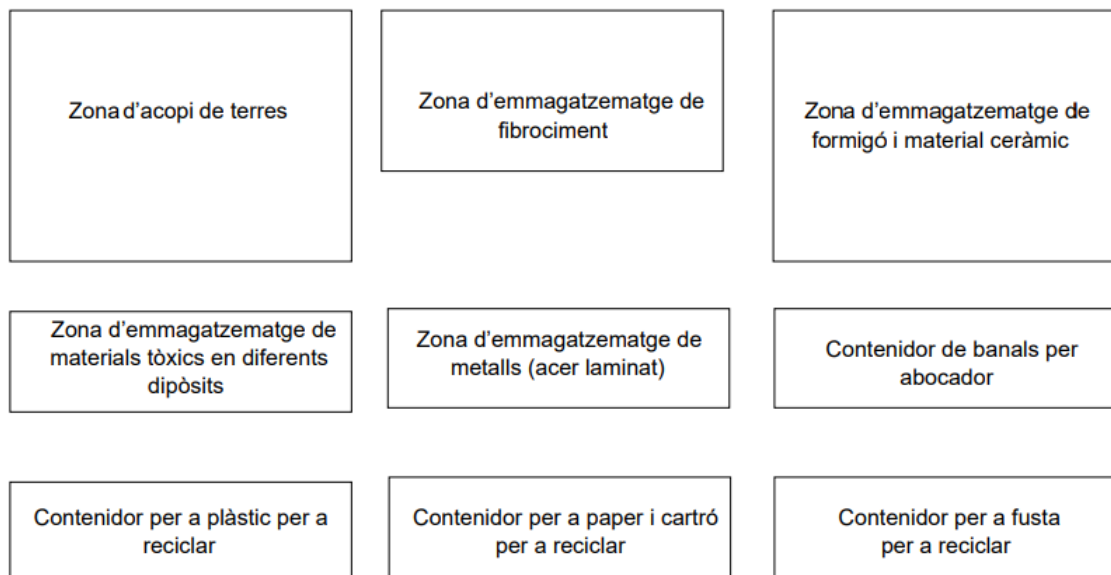 Zona d'acopi de terres
Zona d'emmagatzematge de
fibrociment
Zona d'emmagatzematge de
formigó i material ceràmic
Zona d'emmagatzematge de
materials tòxics en diferents
dipòsits
Zona d'emmagatzematge de
metalls (acer laminat)
Contenidor de banals per
abocador
Contenidor per a plàstic per a
reciclar
Contenidor per a paper i cartró
per a reciclar
Contenidor per a fusta
per a reciclar